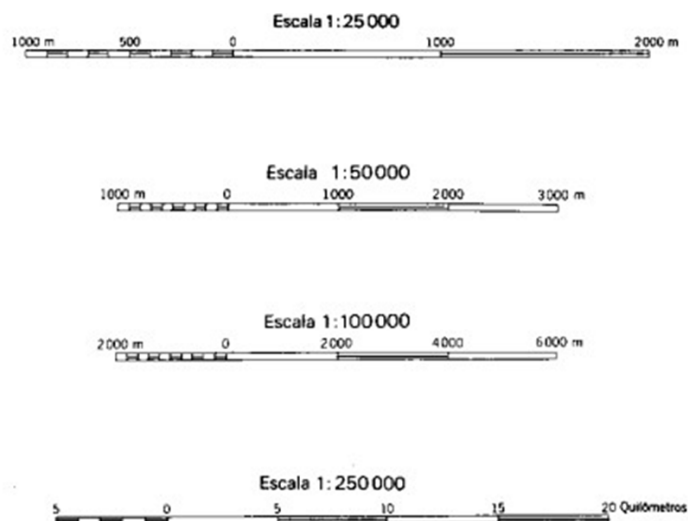 Escala 1:25 000
1000 m 500 0 1000 2000 m
Escala 1:50 000
1000 m 0 1000 2000 3000 m
Escala 1:100 000
2000 m 0 2000 4000 6000 m
Escala 1:250 000
5 0 5 10 15 20 Quilômetros